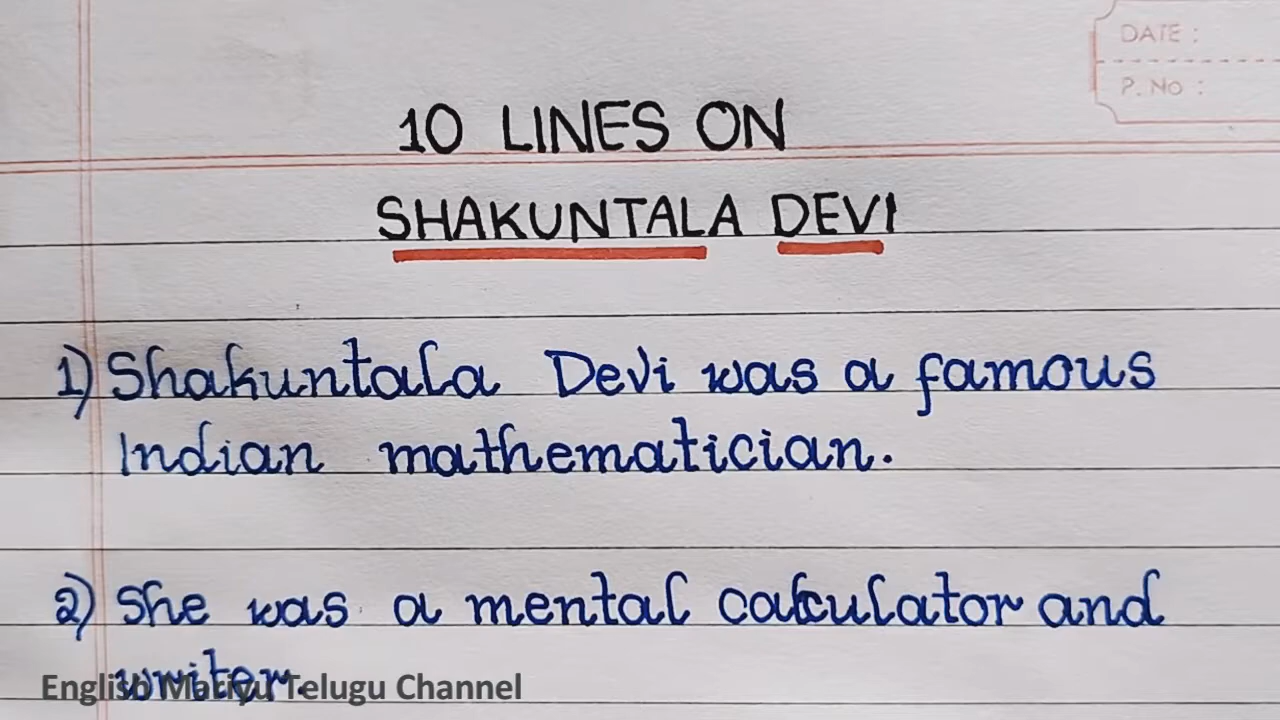 DATE :
P. No :
10 LINES ON
SHAKUNTALA DEVI
1) Shakuntala Devi was a famous
Indian mathematician.
2) She was a mental calculator and
writer.
English Mariyu Telugu Channel